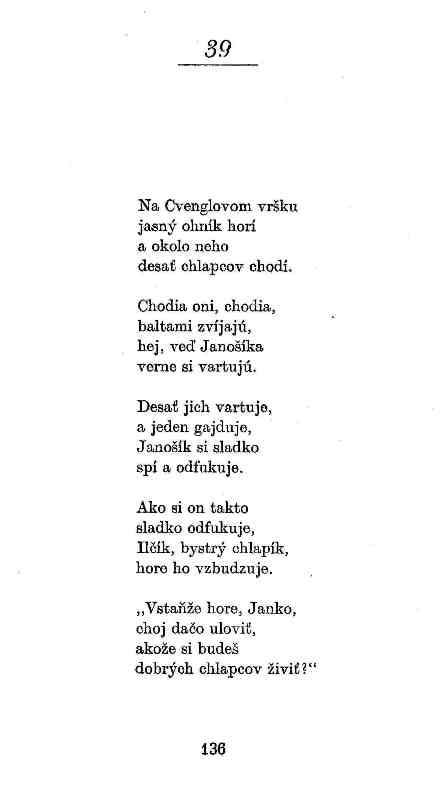 39
Na Cvenglovom vŕšku
jasný ohník horí
a okolo neho
desať chlapcov chodí.
Chodia oni, chodia,
baltami zvíjajú,
hej, veď Janošíka
verne si vartujú.
Desať jich vartuje,
a jeden gajduje,
Janošík si sladko
spí a odfukuje.
Ako si on takto
sladko odfukuje,
Ilčík, bystrý chlapík,
hore ho vzbudzuje.
„Vstaňže hore, Janko,
choj dačo uloviť,
akože si budeš
dobrých chlapcov živiť?“
136